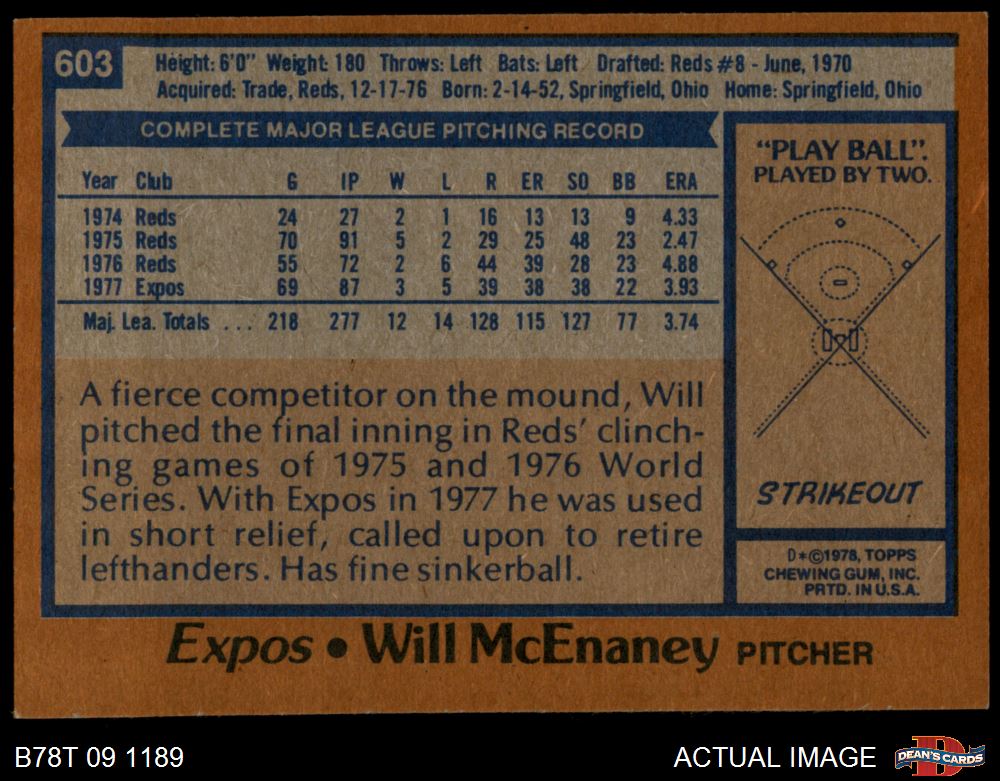 603
Height: 6'0" Weight: 180 Throws: Left Bats: Left Drafted: Reds #8 - June, 1970
Acquired: Trade, Reds, 12-17-76 Born: 2-14-52, Springfield, Ohio Home: Springfield, Ohio
COMPLETE MAJOR LEAGUE PITCHING RECORD
Year Club G IP W L R ER SO BB ERA
1974 Reds 24 27 2 1 16 13 13 9 4.33
1975 Reds 70 91 5 2 29 25 48 23 2.47
1976 Reds 55 72 2 6 44 39 28 23 4.88
1977 Expos 69 87 3 5 39 38 38 22 3.93
Maj. Lea. Totals ... 218 277 12 14 128 115 127 77 3.74
A fierce competitor on the mound, Will
pitched the final inning in Reds' clinch-
ing games of 1975 and 1976 World
Series. With Expos in 1977 he was used
in short relief, called upon to retire
lefthanders. Has fine sinkerball.
"PLAY BALL".
PLAYED BY TWO.
STRIKEOUT
D*©1978, TOPPS
CHEWING GUM, INC.
PRTD. IN U.S.A.
Expos • Will McEnaney PITCHER
B78T 09 1189
ACTUAL IMAGE
D
DEAN'S CARDS